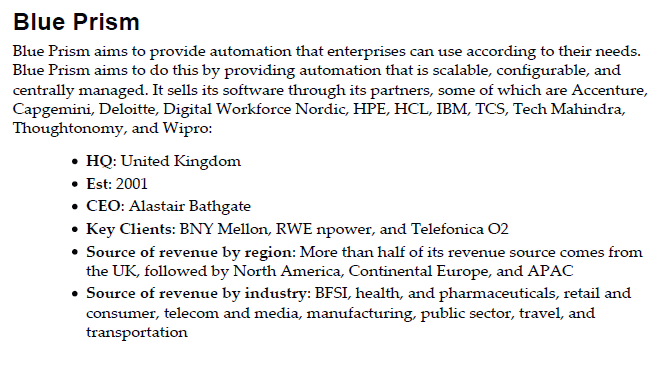 Blue Prism
Blue Prism aims to provide automation that enterprises can use according to their needs.
Blue Prism aims to do this by providing automation that is scalable, configurable, and
centrally managed. It sells its software through its partners, some of which are Accenture,
Capgemini, Deloitte, Digital Workforce Nordic, HPE, HCL, IBM, TCS, Tech Mahindra,
Thoughtonomy, and Wipro:
• HQ: United Kingdom
• Est: 2001
• CEO: Alastair Bathgate
• Key Clients: BNY Mellon, RWE npower, and Telefonica O2
• Source of revenue by region: More than half of its revenue source comes from
the UK, followed by North America, Continental Europe, and APAC
• Source of revenue by industry: BFSI, health, and pharmaceuticals, retail and
consumer, telecom and media, manufacturing, public sector, travel, and
transportation